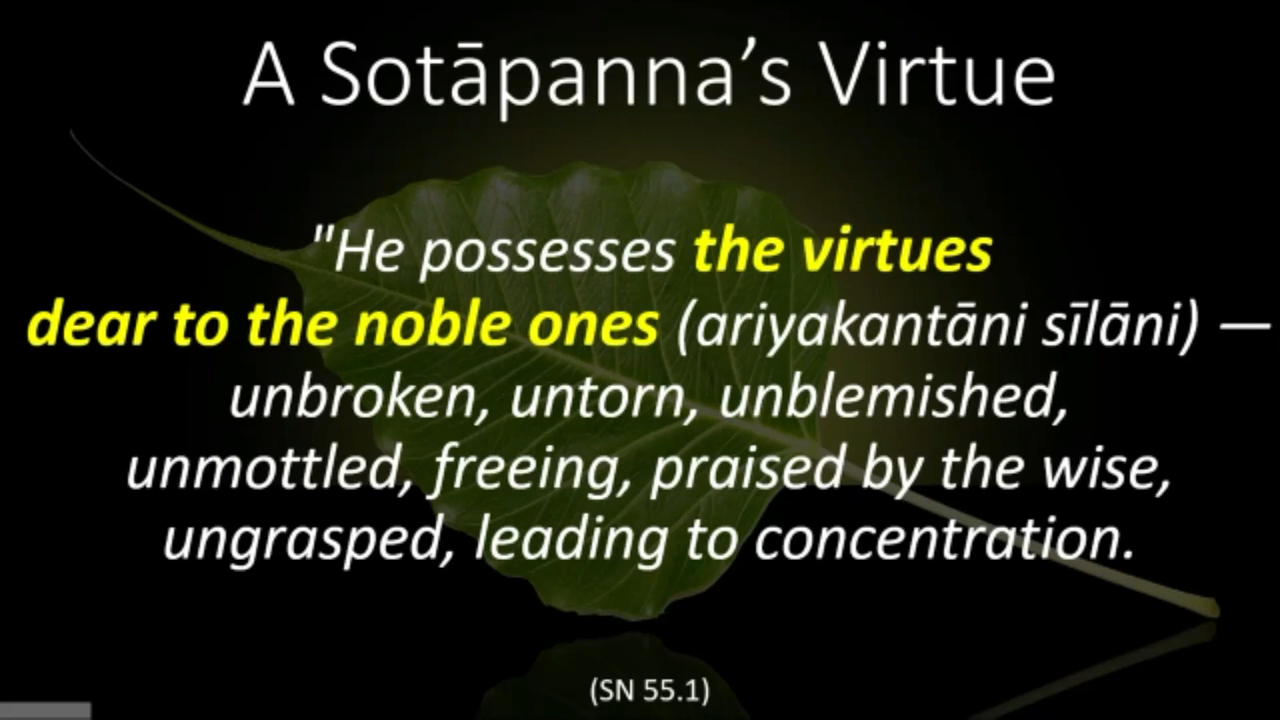 A Sotāpanna’s Virtue
"He possesses the virtues
dear to the noble ones (ariyakantāni sīlāni) —
unbroken, untorn, unblemished,
unmottled, freeing, praised by the wise,
ungrasped, leading to concentration.
(SN 55.1)